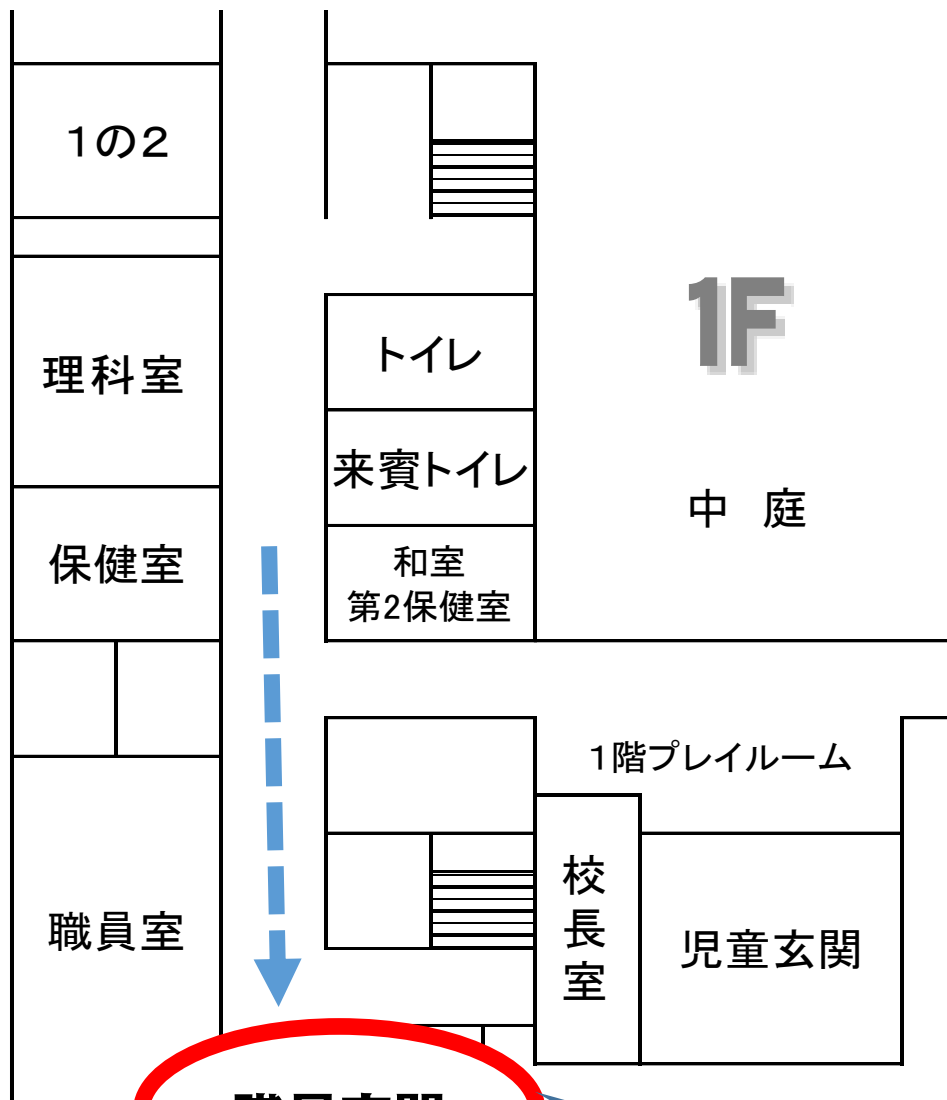 1の2
1F
理科室
トイレ
来賓トイレ
中 庭
保健室
和室
第2保健室
1階プレイルーム
職員室
校長室
児童玄関